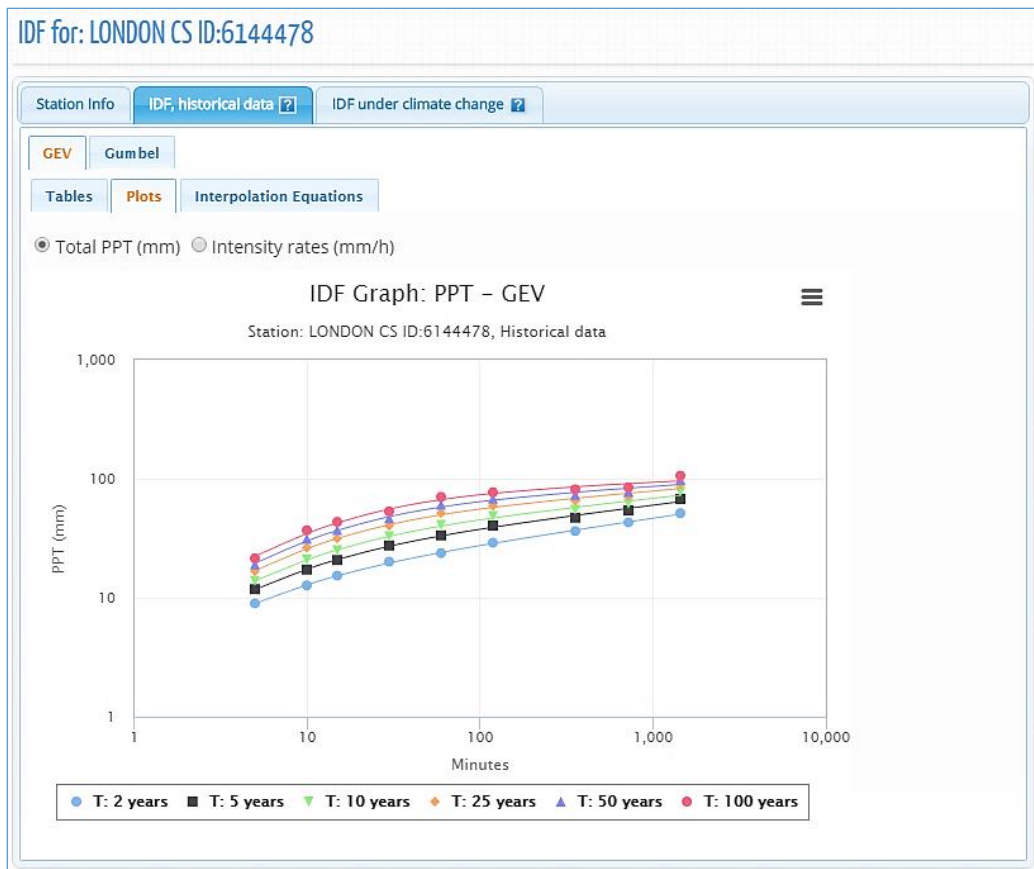 IDF for: LONDON CS ID:6144478
Station Info IDF, historical data ? IDF under climate change ?
GEV Gumbel
Tables Plots Interpolation Equations
Total PPT (mm) Intensity rates (mm/h)
IDF Graph: PPT – GEV
Station: LONDON CS ID:6144478, Historical data
1,000
100
10
1
PPT (mm)
1 10 100 1,000 10,000
Minutes
T: 2 years T: 5 years T: 10 years T: 25 years T: 50 years T: 100 years